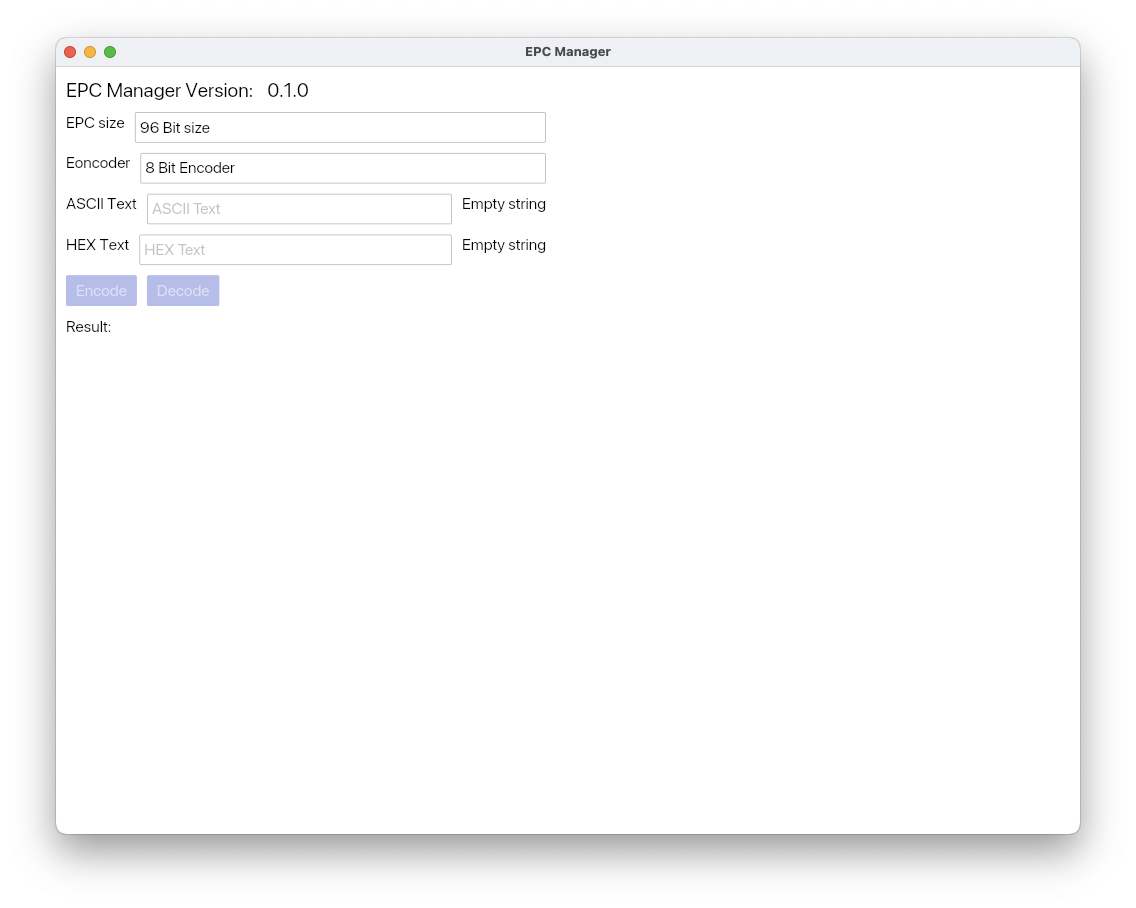 EPC Manager
EPC Manager Version: 0.1.0
EPC size 96 Bit size
Eoncoder 8 Bit Encoder
ASCII Text ASCII Text Empty string
HEX Text HEX Text Empty string
Encode Decode
Result: